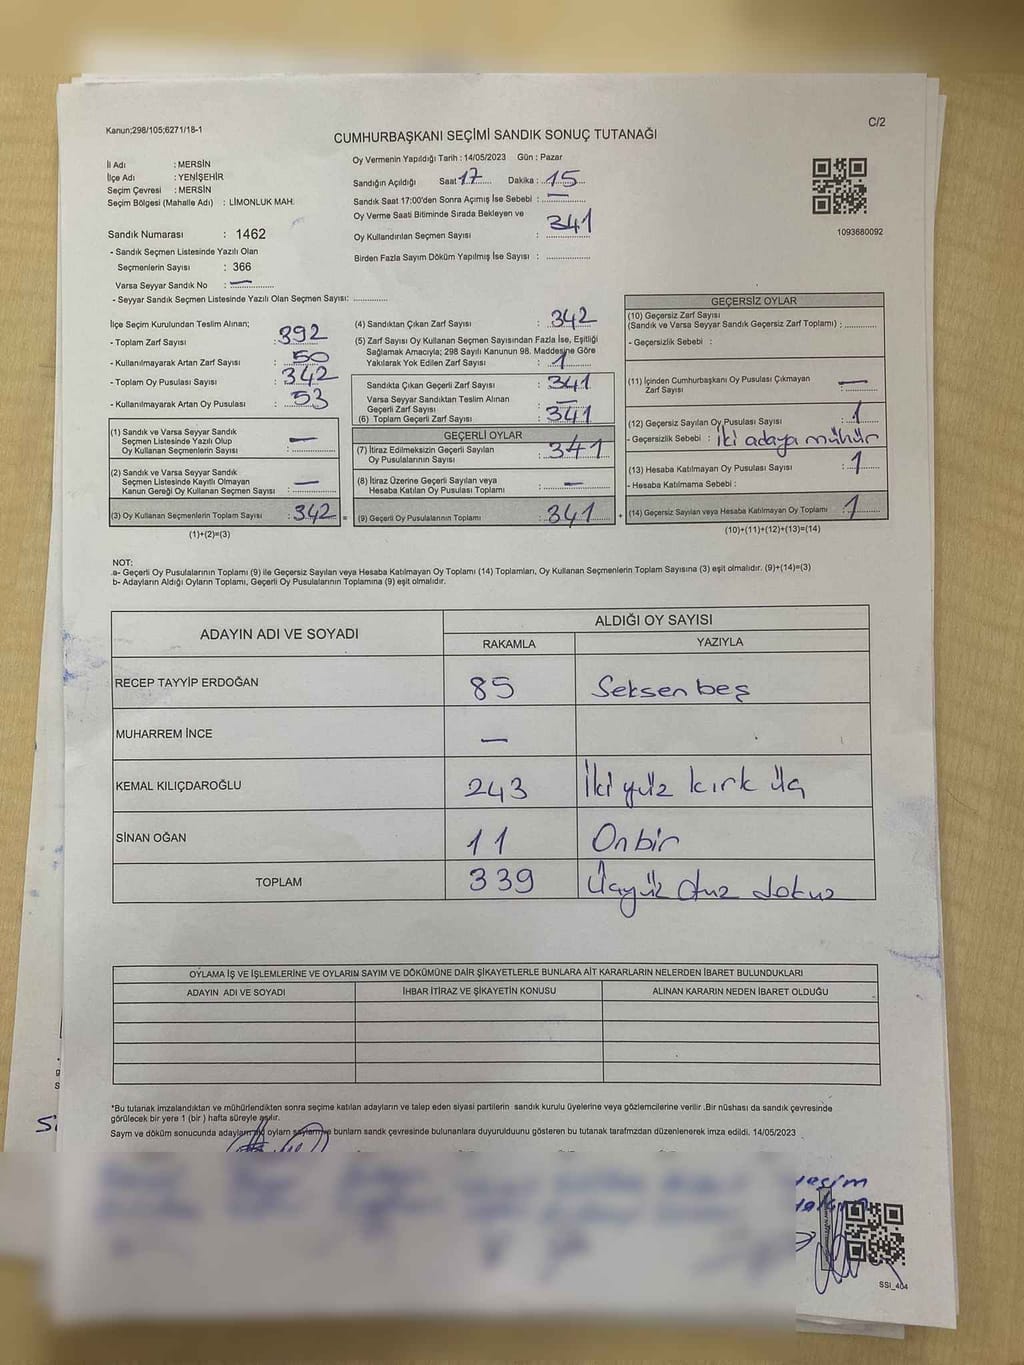 Kanun;298/105;6271/18-1
C/2
CUMHURBAŞKANI SEÇİMİ SANDIK SONUÇ TUTANAĞI
İl Adı : MERSİN
İlçe Adı : YENİŞEHİR
Seçim Çevresi : MERSİN
Seçim Bölgesi (Mahalle Adı) : LİMONLUK MAH.
Sandık Numarası : 1462
- Sandık Seçmen Listesinde Yazılı Olan
Seçmenlerin Sayısı : 366
Varsa Seyyar Sandık No : —
- Seyyar Sandık Seçmen Listesinde Yazılı Olan Seçmen Sayısı: ............
Oy Vermenin Yapıldığı Tarih : 14/05/2023 Gün : Pazar
Sandığın Açıldığı Saat 17 Dakika : 15
Sandık Saat 17:00'den Sonra Açımış İse Sebebi : —
Oy Verme Saati Bitiminde Sırada Bekleyen ve
Oy Kullandırılan Seçmen Sayısı : 341
Birden Fazla Sayım Döküm Yapılmış İse Sayısı : ............
1093680092
İlçe Seçim Kurulundan Teslim Alınan;
- Toplam Zarf Sayısı : 392
- Kullanılmayarak Artan Zarf Sayısı : 50
- Toplam Oy Pusulası Sayısı : 342
- Kullanılmayarak Artan Oy Pusulası : 53
(1) Sandık ve Varsa Seyyar Sandık
Seçmen Listesinde Yazılı Olup
Oy Kullanan Seçmenlerin Sayısı : —
(2) Sandık ve Varsa Seyyar Sandık
Seçmen Listesinde Kayıtlı Olmayan
Kanun Gereği Oy Kullanan Seçmen Sayısı : —
(3) Oy Kullanan Seçmenlerin Toplam Sayısı : 342 =
(1)+(2)=(3)
(4) Sandıktan Çıkan Zarf Sayısı : 342
(5) Zarf Sayısı Oy Kullanan Seçmen Sayısından Fazla İse, Eşitliği
Sağlamak Amacıyla; 298 Sayılı Kanunun 98. Maddesine Göre
Yakılarak Yok Edilen Zarf Sayısı : 1
Sandıkta Çıkan Geçerli Zarf Sayısı : 341
Varsa Seyyar Sandıktan Teslim Alınan
Geçerli Zarf Sayısı : —
(6) Toplam Geçerli Zarf Sayısı : 341
GEÇERLİ OYLAR
(7) İtiraz Edilmeksizin Geçerli Sayılan
Oy Pusulalarının Sayısı : 341
(8) İtiraz Üzerine Geçerli Sayılan veya
Hesaba Katılan Oy Pusulası Toplamı : —
(9) Geçerli Oy Pusulalarının Toplamı : 341 +
GEÇERSİZ OYLAR
(10) Geçersiz Zarf Sayısı
(Sandık ve Varsa Seyyar Sandık Geçersiz Zarf Toplamı) : ............
- Geçersizlik Sebebi :
(11) İçinden Cumhurbaşkanı Oy Pusulası Çıkmayan
Zarf Sayısı : —
(12) Geçersiz Sayılan Oy Pusulası Sayısı : 1
- Geçersizlik Sebebi : iki adaya mühür
(13) Hesaba Katılmayan Oy Pusulası Sayısı : 1
- Hesaba Katılmama Sebebi :
(14) Geçersiz Sayılan veya Hesaba Katılmayan Oy Toplamı : 1
(10)+(11)+(12)+(13)=(14)
NOT:
a- Geçerli Oy Pusulalarının Toplamı (9) ile Geçersiz Sayılan veya Hesaba Katılmayan Oy Toplamı (14) Toplamları, Oy Kullanan Seçmenlerin Toplam Sayısına (3) eşit olmalıdır. (9)+(14)=(3)
b- Adayların Aldığı Oyların Toplamı, Geçerli Oy Pusulalarının Toplamına (9) eşit olmalıdır.
ADAYIN ADI VE SOYADI ALDIĞI OY SAYISI
RAKAMLA YAZIYLA
RECEP TAYYİP ERDOĞAN 85 Seksen beş
MUHARREM İNCE —
KEMAL KILIÇDAROĞLU 243 İki yüz kırk üç
SİNAN OĞAN 11 On bir
TOPLAM 339 Üçyüz otuz dokuz
OYLAMA İŞ VE İŞLEMLERİNE VE OYLARIN SAYIM VE DÖKÜMÜNE DAİR ŞİKAYETLERLE BUNLARA AİT KARARLARIN NELERDEN İBARET BULUNDUKLARI
ADAYIN ADI VE SOYADI İHBAR İTİRAZ VE ŞİKAYETİN KONUSU ALINAN KARARIN NEDEN İBARET OLDUĞU
*Bu tutanak imzalandıktan ve mühürlendikten sonra seçime katılan adayların ve talep eden siyasi partilerin sandık kurulu üyelerine veya gözlemcilerine verilir .Bir nüshası da sandık çevresinde
görülecek bir yere 1 (bir ) hafta süreyle asılır.
Sayım ve döküm sonucunda adayların oyların sayılarını ve bunların sandk çevresinde bulunanlara duyurulduunu gösteren bu tutanak tarafmzdan düzenlenerek imza edildi. 14/05/2023
SSI_404